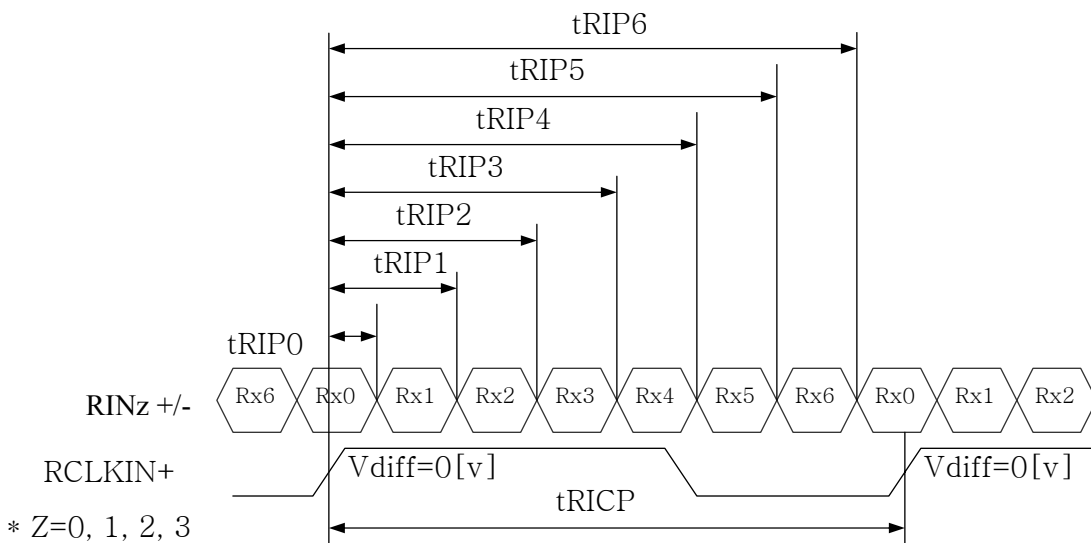 tRIP6
tRIP5
tRIP4
tRIP3
tRIP2
tRIP1
tRIP0
RINz +/- Rx6 Rx0 Rx1 Rx2 Rx3 Rx4 Rx5 Rx6 Rx0 Rx1 Rx2
RCLKIN+ Vdiff=0[v] Vdiff=0[v]
tRICP
* Z=0, 1, 2, 3